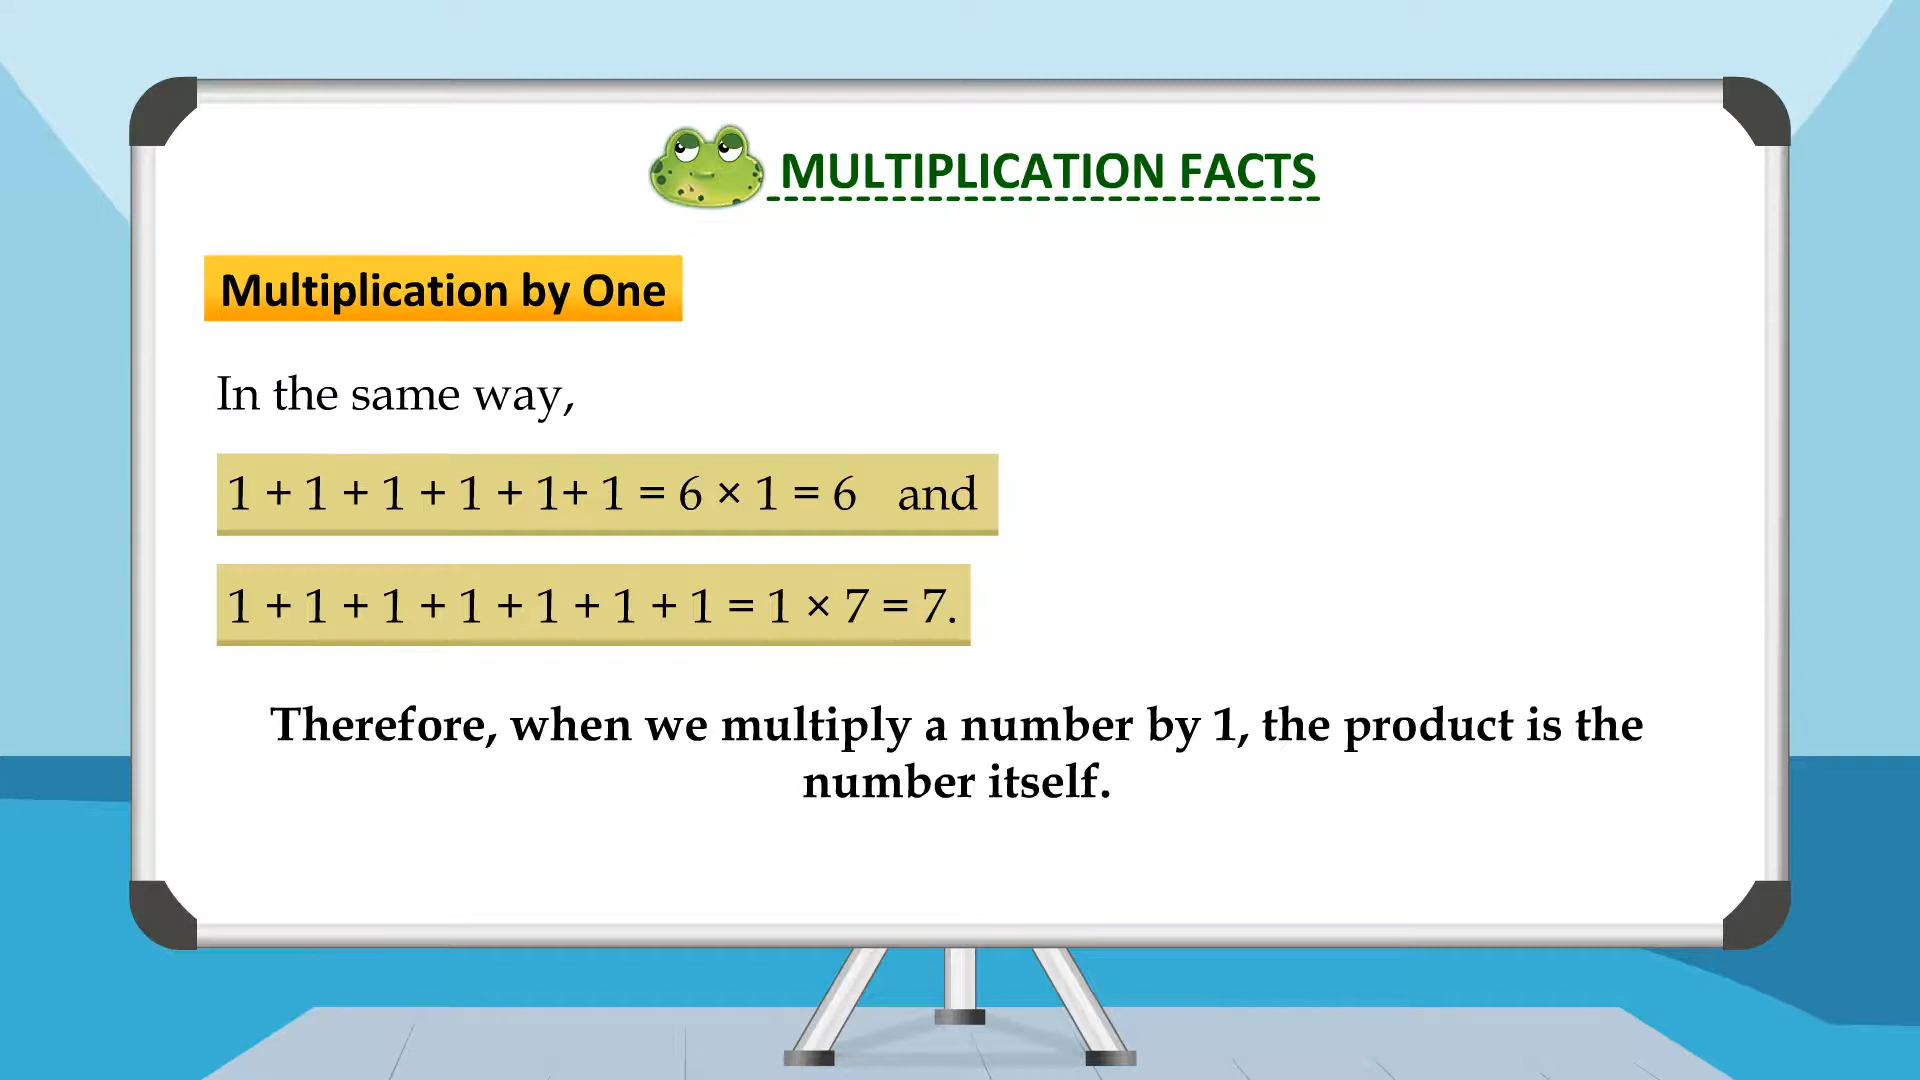 MULTIPLICATION FACTS
Multiplication by One
In the same way,
1 + 1 + 1 + 1 + 1+ 1 = 6 × 1 = 6 and
1 + 1 + 1 + 1 + 1 + 1 + 1 = 1 × 7 = 7.
Therefore, when we multiply a number by 1, the product is the
number itself.